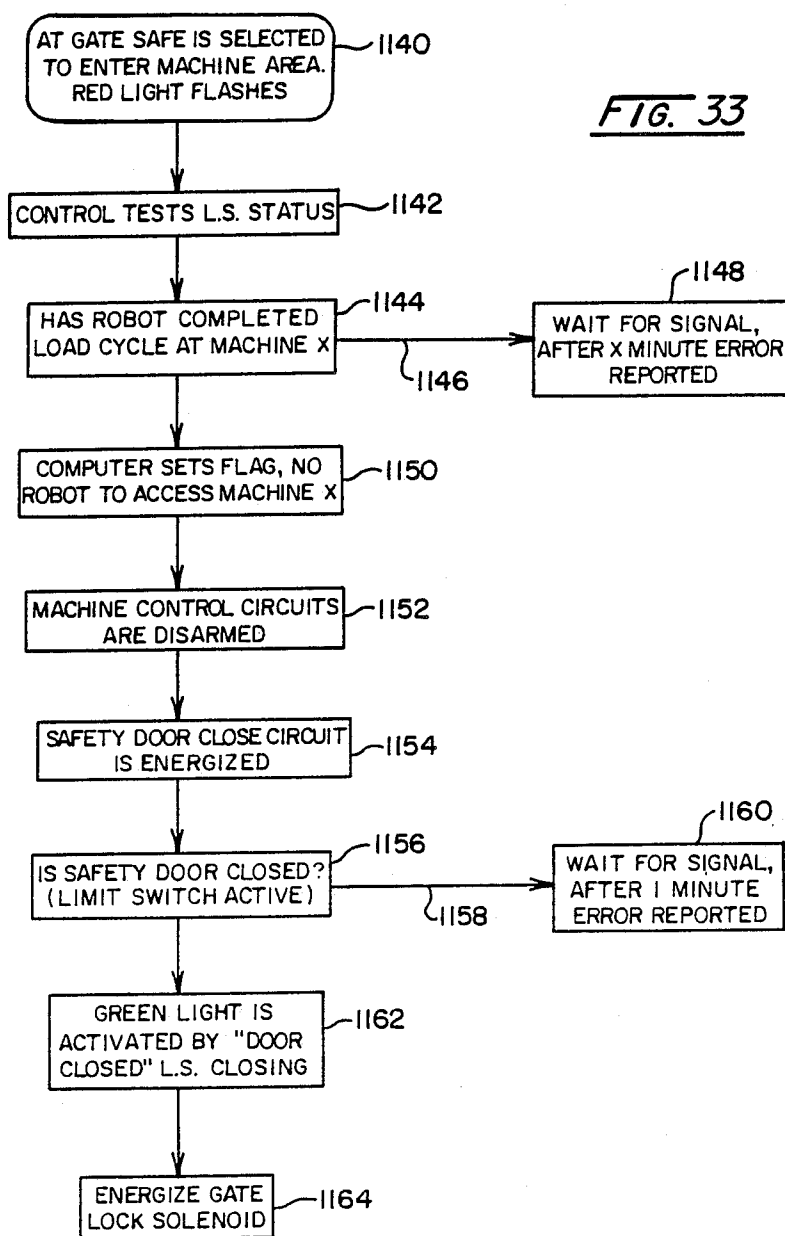 AT GATE SAFE IS SELECTED
TO ENTER MACHINE AREA.
RED LIGHT FLASHES
1140
FIG. 33
CONTROL TESTS L.S. STATUS
1142
HAS ROBOT COMPLETED
LOAD CYCLE AT MACHINE X
1144
1146
1148
WAIT FOR SIGNAL,
AFTER X MINUTE ERROR
REPORTED
COMPUTER SETS FLAG, NO
ROBOT TO ACCESS MACHINE X
1150
MACHINE CONTROL CIRCUITS
ARE DISARMED
1152
SAFETY DOOR CLOSE CIRCUIT
IS ENERGIZED
1154
IS SAFETY DOOR CLOSED?
(LIMIT SWITCH ACTIVE)
1156
1158
1160
WAIT FOR SIGNAL,
AFTER 1 MINUTE
ERROR REPORTED
GREEN LIGHT IS
ACTIVATED BY "DOOR
CLOSED" L.S. CLOSING
1162
ENERGIZE GATE
LOCK SOLENOID
1164